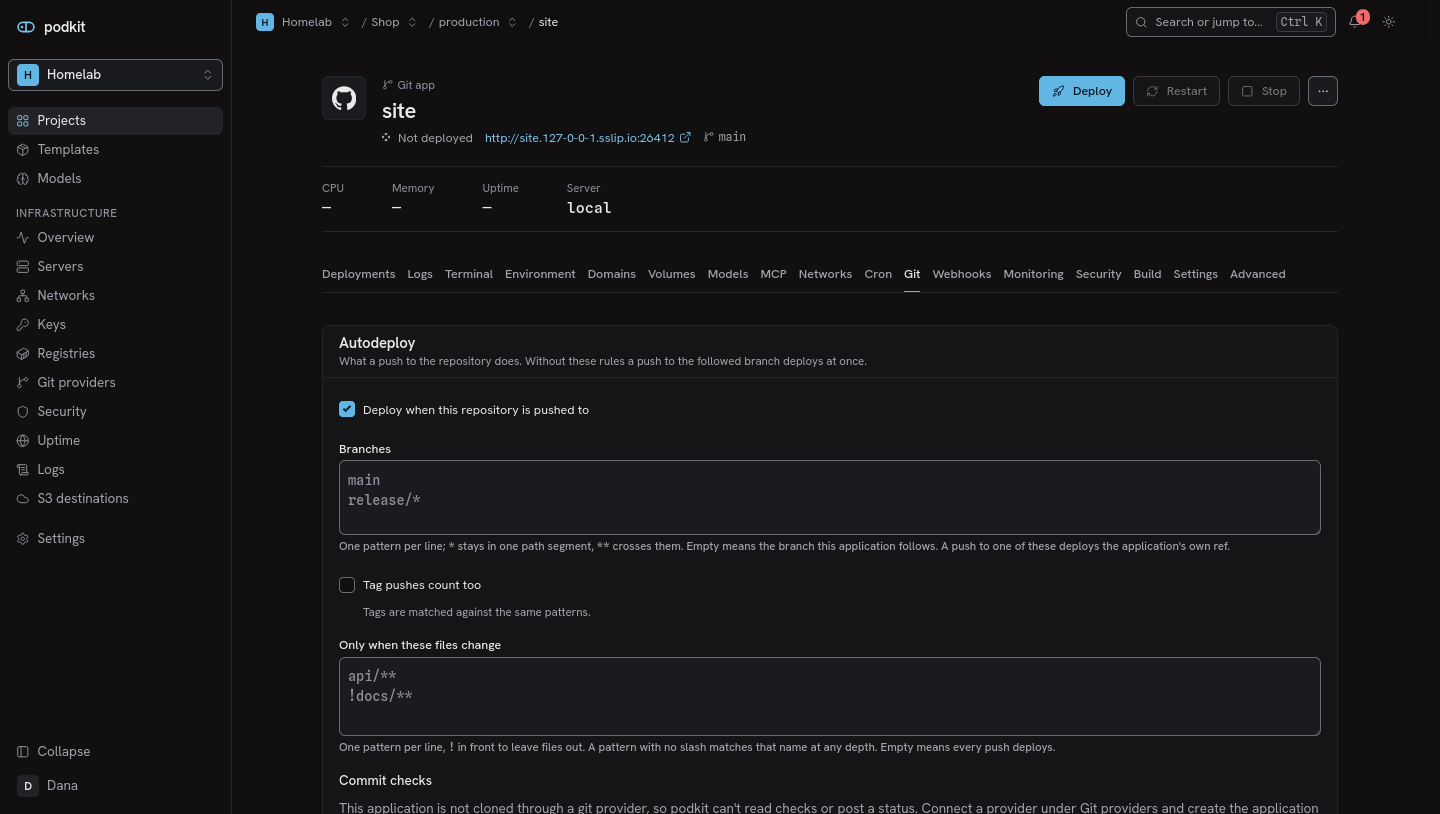 podkit
H Homelab
Projects
Templates
Models
INFRASTRUCTURE
Overview
Servers
Networks
Keys
Registries
Git providers
Security
Uptime
Logs
S3 destinations
Settings
Collapse
D Dana
H Homelab / Shop / production / site
Search or jump to... Ctrl K
1
Git app
site
Not deployed http://site.127-0-0-1.sslip.io:26412 main
Deploy Restart Stop ...
CPU Memory Uptime Server
— — — local
Deployments Logs Terminal Environment Domains Volumes Models MCP Networks Cron Git Webhooks Monitoring Security Build Settings Advanced
Autodeploy
What a push to the repository does. Without these rules a push to the followed branch deploys at once.
Deploy when this repository is pushed to
Branches
main
release/*
One pattern per line; * stays in one path segment, ** crosses them. Empty means the branch this application follows. A push to one of these deploys the application's own ref.
Tag pushes count too
Tags are matched against the same patterns.
Only when these files change
api/**
!docs/**
One pattern per line, ! in front to leave files out. A pattern with no slash matches that name at any depth. Empty means every push deploys.
Commit checks
This application is not cloned through a git provider, so podkit can't read checks or post a status. Connect a provider under Git providers and create the application